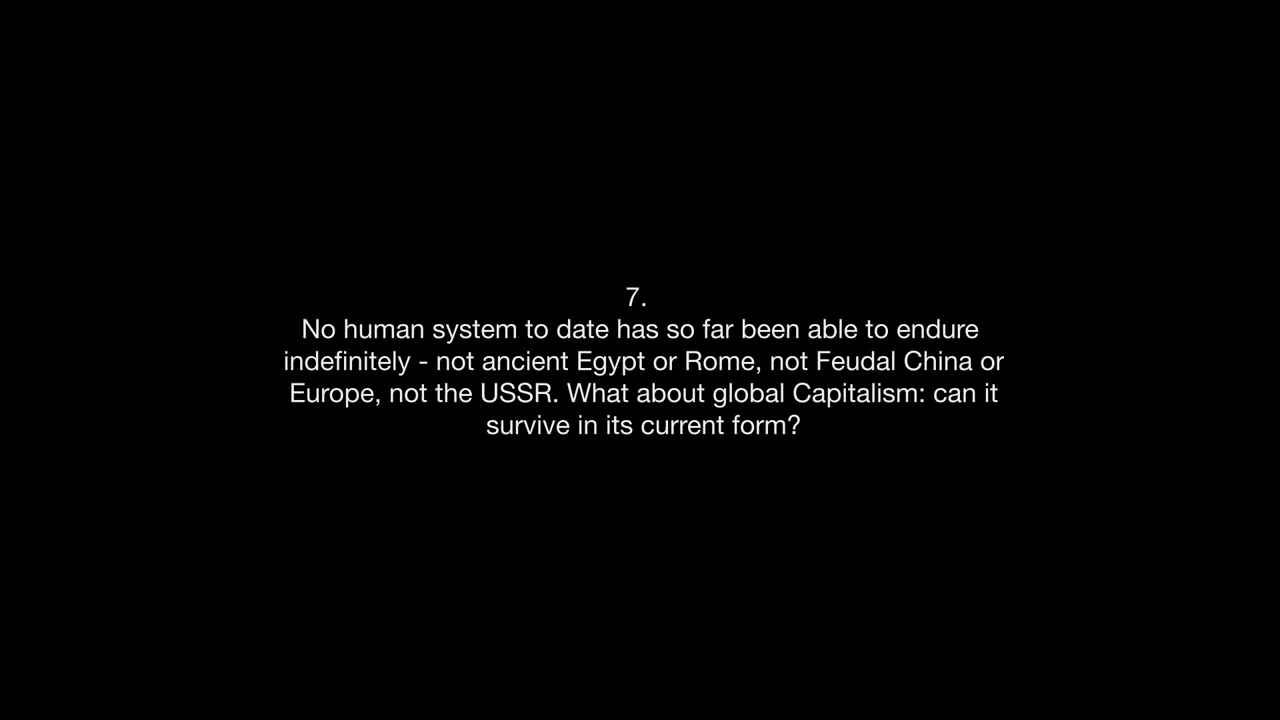 7.
No human system to date has so far been able to endure
indefinitely - not ancient Egypt or Rome, not Feudal China or
Europe, not the USSR. What about global Capitalism: can it
survive in its current form?